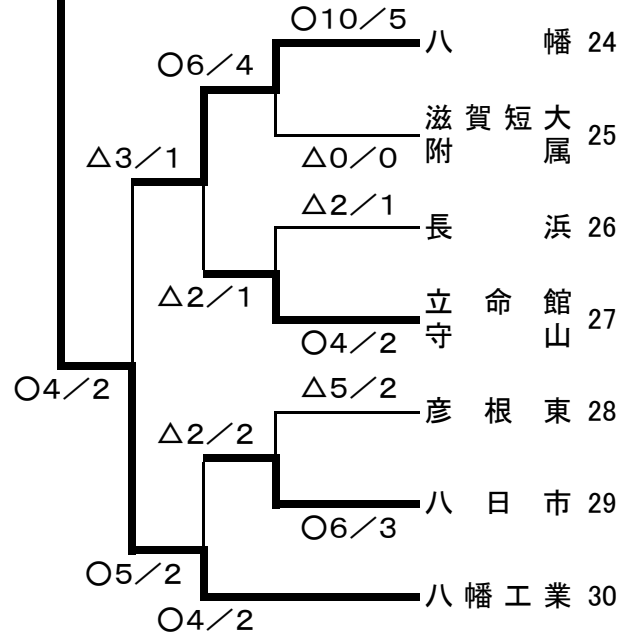 ○10／5
八幡 24
○6／4
滋賀短大
附属 25
△3／1
△0／0
△2／1
長浜 26
△2／1
立命館
守山 27
○4／2
○4／2
△5／2
彦根東 28
△2／2
八日市 29
○6／3
○5／2
八幡工業 30
○4／2